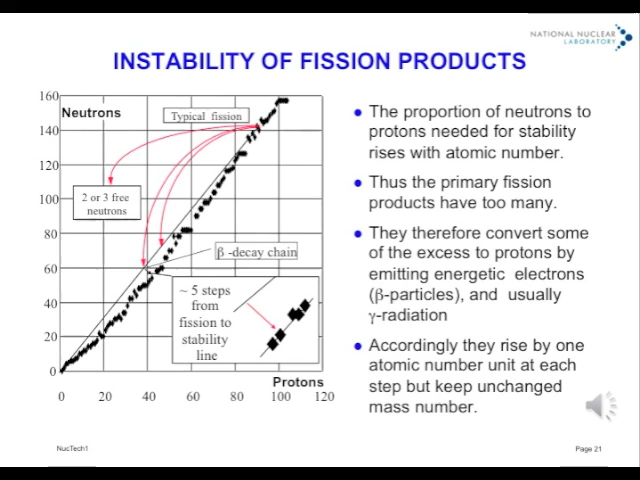 NATIONAL NUCLEAR
LABORATORY
INSTABILITY OF FISSION PRODUCTS
160
140
120
100
80
60
40
20
0
Neutrons
Typical fission
2 or 3 free
neutrons
β -decay chain
~ 5 steps
from
fission to
stability
line
Protons
0 20 40 60 80 100 120
● The proportion of neutrons to
protons needed for stability
rises with atomic number.
● Thus the primary fission
products have too many.
● They therefore convert some
of the excess to protons by
emitting energetic electrons
(β-particles), and usually
γ-radiation
● Accordingly they rise by one
atomic number unit at each
step but keep unchanged
mass number.
NucTech1
Page 21